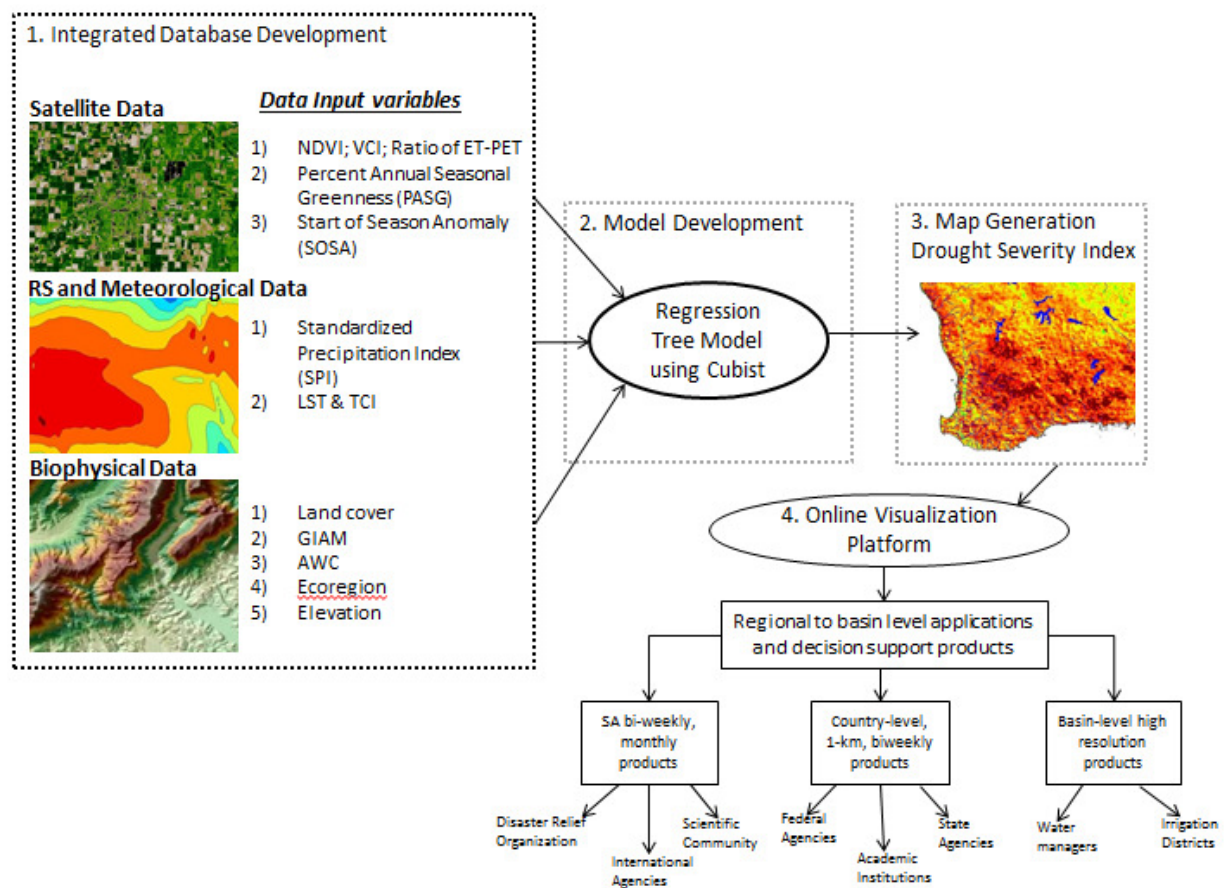 1. Integrated Database Development
Satellite Data
Data Input variables
1) NDVI; VCI; Ratio of ET-PET
2) Percent Annual Seasonal
Greenness (PASG)
3) Start of Season Anomaly
(SOSA)
RS and Meteorological Data
1) Standardized
Precipitation Index
(SPI)
2) LST & TCI
Biophysical Data
1) Land cover
2) GIAM
3) AWC
4) Ecoregion
5) Elevation
2. Model Development
Regression
Tree Model
using Cubist
3. Map Generation
Drought Severity Index
4. Online Visualization
Platform
Regional to basin level applications
and decision support products
SA bi-weekly,
monthly
products
Country-level,
1-km, biweekly
products
Basin-level high
resolution
products
Disaster Relief
Organization
International
Agencies
Scientific
Community
Federal
Agencies
Academic
Institutions
State
Agencies
Water
managers
Irrigation
Districts